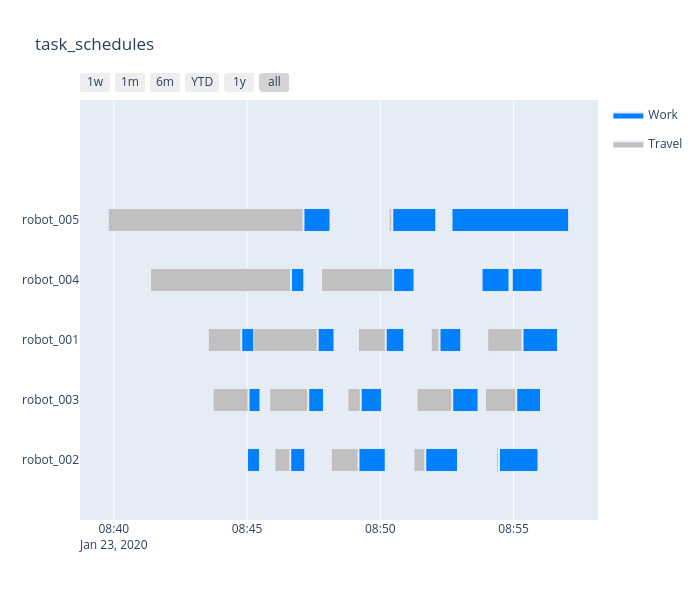 task_schedules
1w 1m 6m YTD 1y all
Work
Travel
robot_005
robot_004
robot_001
robot_003
robot_002
08:40 08:45 08:50 08:55
Jan 23, 2020